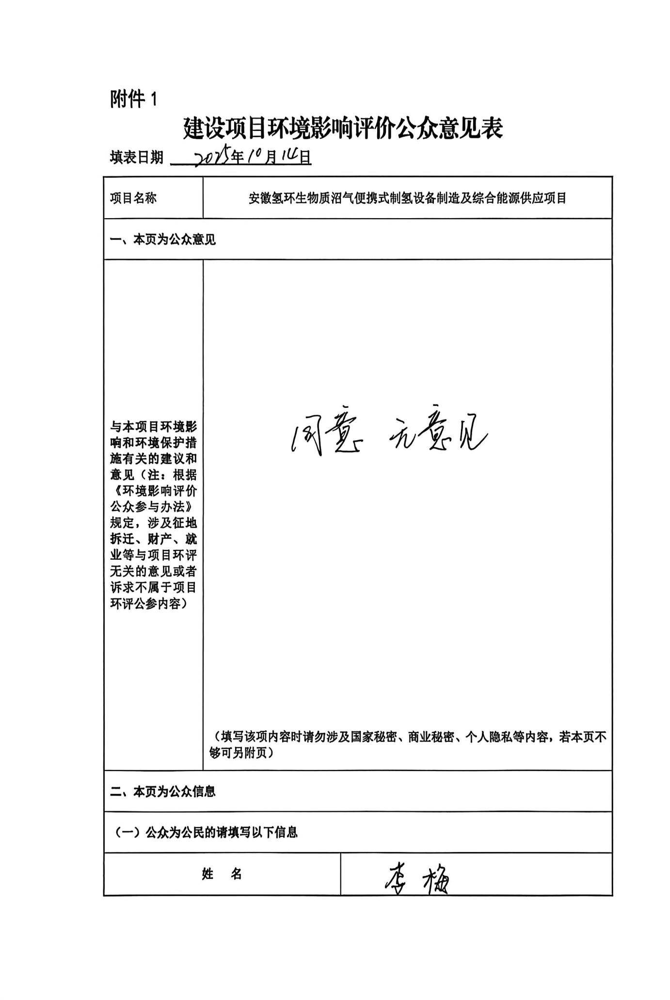 附件1
建设项目环境影响评价公众意见表
填表日期 2025年10月14日
项目名称 安徽氢环生物质沼气便携式制氢设备制造及综合能源供应项目
一、本页为公众意见
与本项目环境影
响和环境保护措
施有关的建议和
意见（注：根据
《环境影响评价
公众参与办法》
规定，涉及征地
拆迁、财产、就
业等与项目环评
无关的意见或者
诉求不属于项目
环评公参内容）
同意 无意见
（填写该项内容时请勿涉及国家秘密、商业秘密、个人隐私等内容，若本页不
够可另附页）
二、本页为公众信息
（一）公众为公民的请填写以下信息
姓 名 李梅